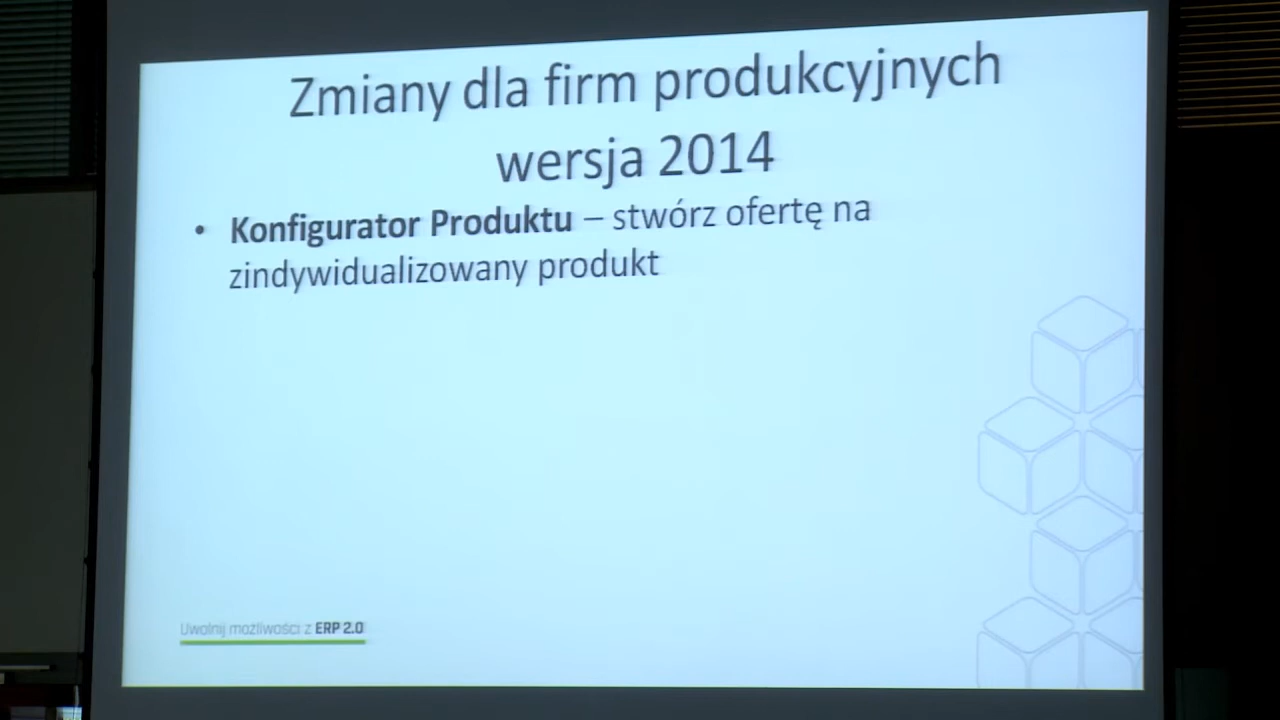 Zmiany dla firm produkcyjnych
wersja 2014
• Konfigurator Produktu – stwórz ofertę na
zindywidualizowany produkt
Uwolnij możliwości z ERP 2.0